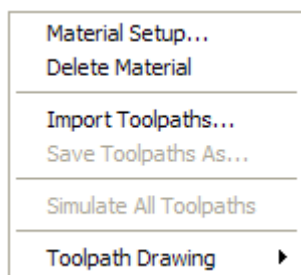 Material Setup...
Delete Material
Import Toolpaths...
Save Toolpaths As...
Simulate All Toolpaths
Toolpath Drawing